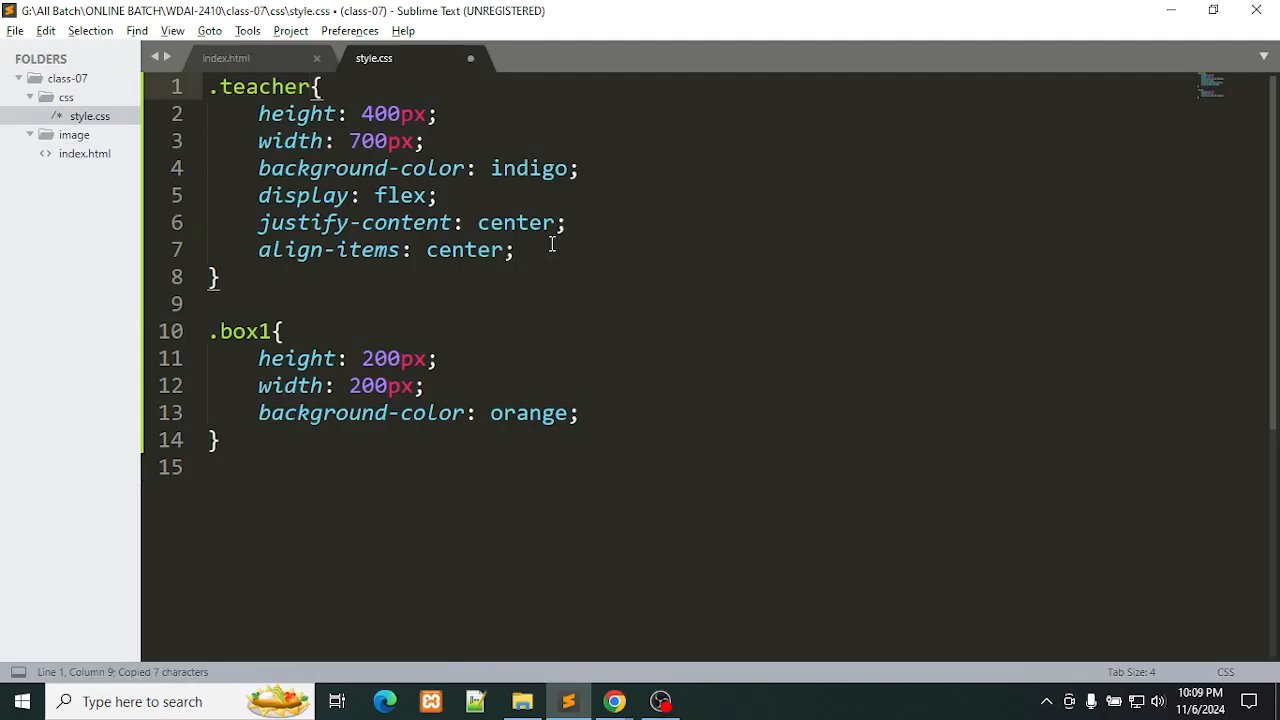 G:\All Batch\ONLINE BATCH\WDAI-2410\class-07\css\style.css • (class-07) - Sublime Text (UNREGISTERED)
File Edit Selection Find View Goto Tools Project Preferences Help
FOLDERS
class-07
css
/* style.css
image
<> index.html
index.html
style.css
1 .teacher{
2 height: 400px;
3 width: 700px;
4 background-color: indigo;
5 display: flex;
6 justify-content: center;
7 align-items: center;
8 }
9
10 .box1{
11 height: 200px;
12 width: 200px;
13 background-color: orange;
14 }
15
Line 1, Column 9; Copied 7 characters
Tab Size: 4
CSS
Type here to search
10:09 PM
11/6/2024